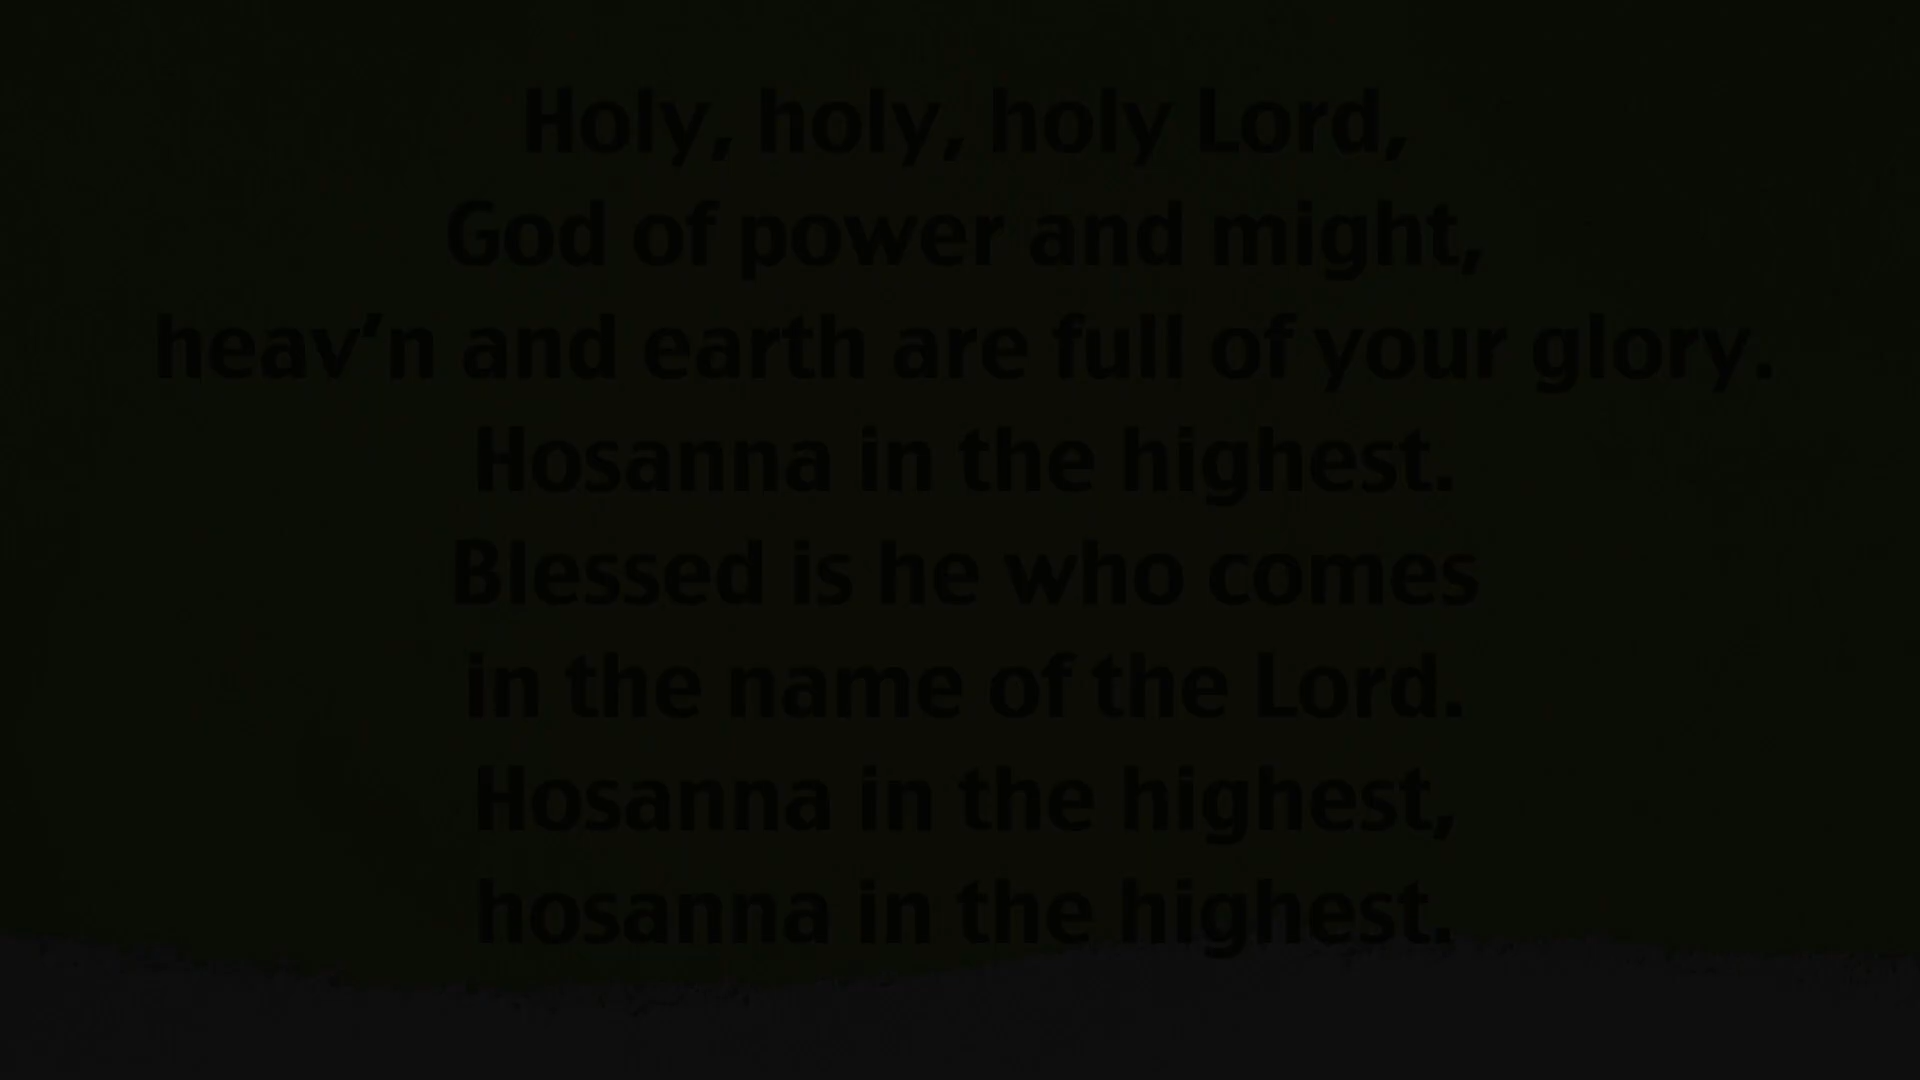 Holy, holy, holy Lord,
God of power and might,
heav’n and earth are full of your glory.
Hosanna in the highest.
Blessed is he who comes
in the name of the Lord.
Hosanna in the highest,
hosanna in the highest.